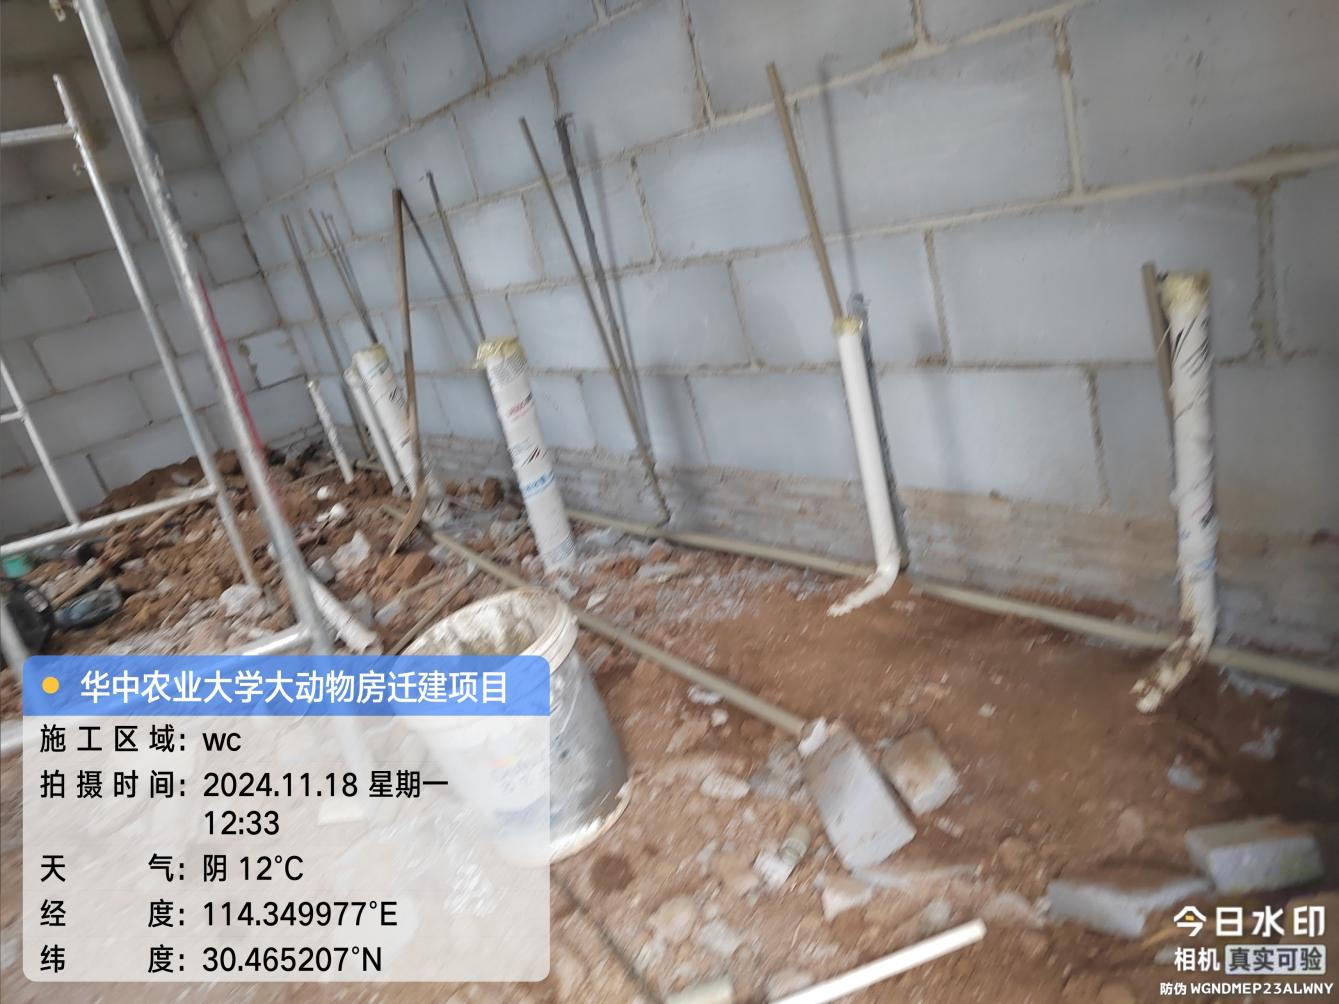 华中农业大学大动物房迁建项目
施工区域: wc
拍摄时间: 2024.11.18 星期一
12:33
天气: 阴 12°C
经度: 114.349977°E
纬度: 30.465207°N
今日水印
相机 真实可验
防伪 WGNDMEP23ALWNY